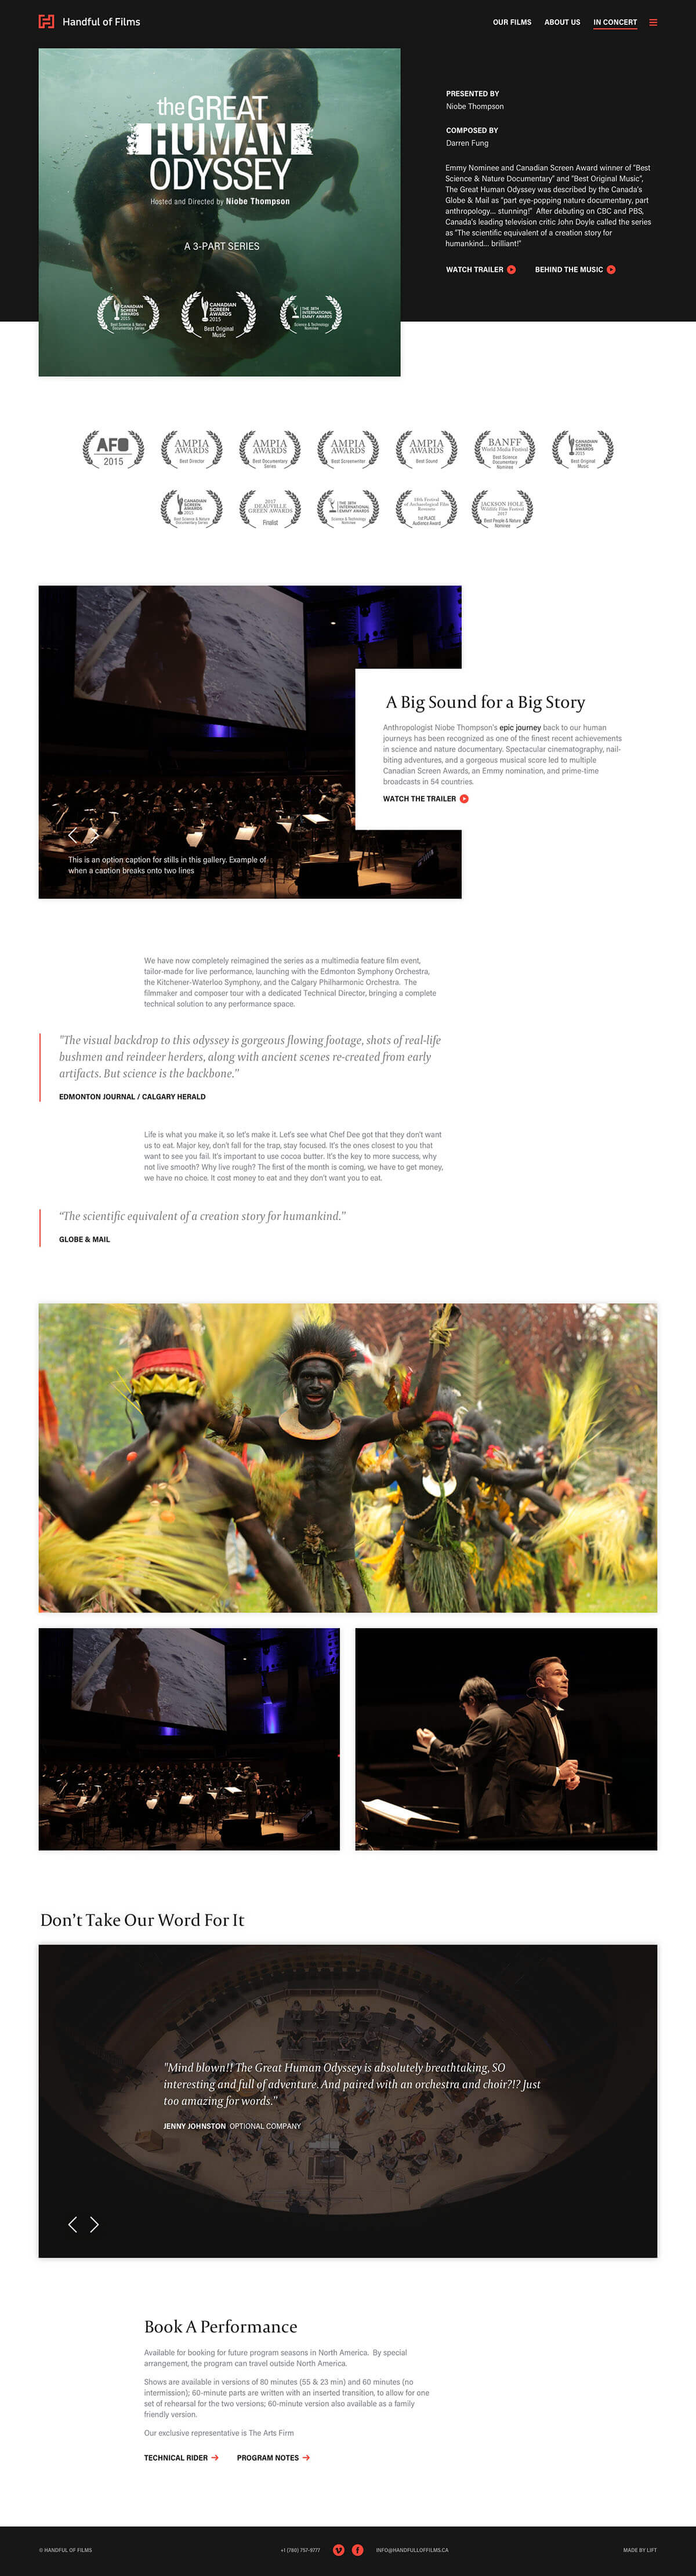 Handful of Films
OUR FILMS ABOUT US IN CONCERT
the GREAT
HUMAN
ODYSSEY
Hosted and Directed by Niobe Thompson
A 3-PART SERIES
CANADIAN
SCREEN
AWARDS
2015
Best Science & Nature
Documentary Series
CANADIAN
SCREEN
AWARDS
2015
Best Original
Music
THE 38TH
INTERNATIONAL
EMMY AWARDS
Science & Technology
Nominee
PRESENTED BY
Niobe Thompson
COMPOSED BY
Darren Fung
Emmy Nominee and Canadian Screen Award winner of "Best
Science & Nature Documentary" and "Best Original Music",
The Great Human Odyssey was described by the Canada's
Globe & Mail as "part eye-popping nature documentary, part
anthropology... stunning!" After debuting on CBC and PBS,
Canada's leading television critic John Doyle called the series
as "The scientific equivalent of a creation story for
humankind... brilliant!"
WATCH TRAILER BEHIND THE MUSIC
AFO
2015
AMPIA
AWARDS
Best Director
AMPIA
AWARDS
Best Documentary
Series
AMPIA
AWARDS
Best Screenwriter
AMPIA
AWARDS
Best Sound
BANFF
World Media Festival
Best Science
Documentary
Nominee
CANADIAN
SCREEN
AWARDS
2015
Best Original
Music
CANADIAN
SCREEN
AWARDS
2015
Best Science & Nature
Documentary Series
2017
DEAUVILLE
GREEN AWARDS
Finalist
THE 38TH
INTERNATIONAL
EMMY AWARDS
Science & Technology
Nominee
Festival
of Archaeological Film
1st PLACE
Audience Award
JACKSON HOLE
Wildlife Film Festival
2017
Best People & Nature
Nominee
A Big Sound for a Big Story
Anthropologist Niobe Thompson's epic journey back to our human
journeys has been recognized as one of the finest recent achievements
in science and nature documentary. Spectacular cinematography, nail-
biting adventures, and a gorgeous musical score led to multiple
Canadian Screen Awards, an Emmy nomination, and prime-time
broadcasts in 54 countries.
WATCH THE TRAILER
This is an option caption for stills in this gallery. Example of
when a caption breaks onto two lines
We have now completely reimagined the series as a multimedia feature film event,
tailor-made for live performance, launching with the Edmonton Symphony Orchestra,
the Kitchener-Waterloo Symphony, and the Calgary Philharmonic Orchestra. The
filmmaker and composer tour with a dedicated Technical Director, bringing a complete
technical solution to any performance space.
"The visual backdrop to this odyssey is gorgeous flowing footage, shots of real-life
bushmen and reindeer herders, along with ancient scenes re-created from early
artifacts. But science is the backbone."
EDMONTON JOURNAL / CALGARY HERALD
Life is what you make it, so let's make it. Let's see what Chef Dee got that they don't want
us to eat. Major key, don't fall for the trap, stay focused. It's the ones closest to you that
want to see you fail. It's important to use cocoa butter. It's the key to more success, why
not live smooth? Why live rough? The first of the month is coming, we have to get money,
we have no choice. It cost money to eat and they don't want you to eat.
"The scientific equivalent of a creation story for humankind."
GLOBE & MAIL
Don't Take Our Word For It
"Mind blown!! The Great Human Odyssey is absolutely breathtaking, SO
interesting and full of adventure. And paired with an orchestra and choir?!? Just
too amazing for words."
JENNY JOHNSTON OPTIONAL COMPANY
Book A Performance
Available for booking for future program seasons in North America. By special
arrangement, the program can travel outside North America.
Shows are available in versions of 80 minutes (55 & 23 min) and 60 minutes (no
intermission); 60-minute parts are written with an inserted transition, to allow for one
set of rehearsal for the two versions; 60-minute version also available as a family
friendly version.
Our exclusive representative is The Arts Firm
TECHNICAL RIDER PROGRAM NOTES
© HANDFUL OF FILMS +1 (780) 757-9777 INFO@HANDFULLOFFILMS.CA MADE BY LIFT